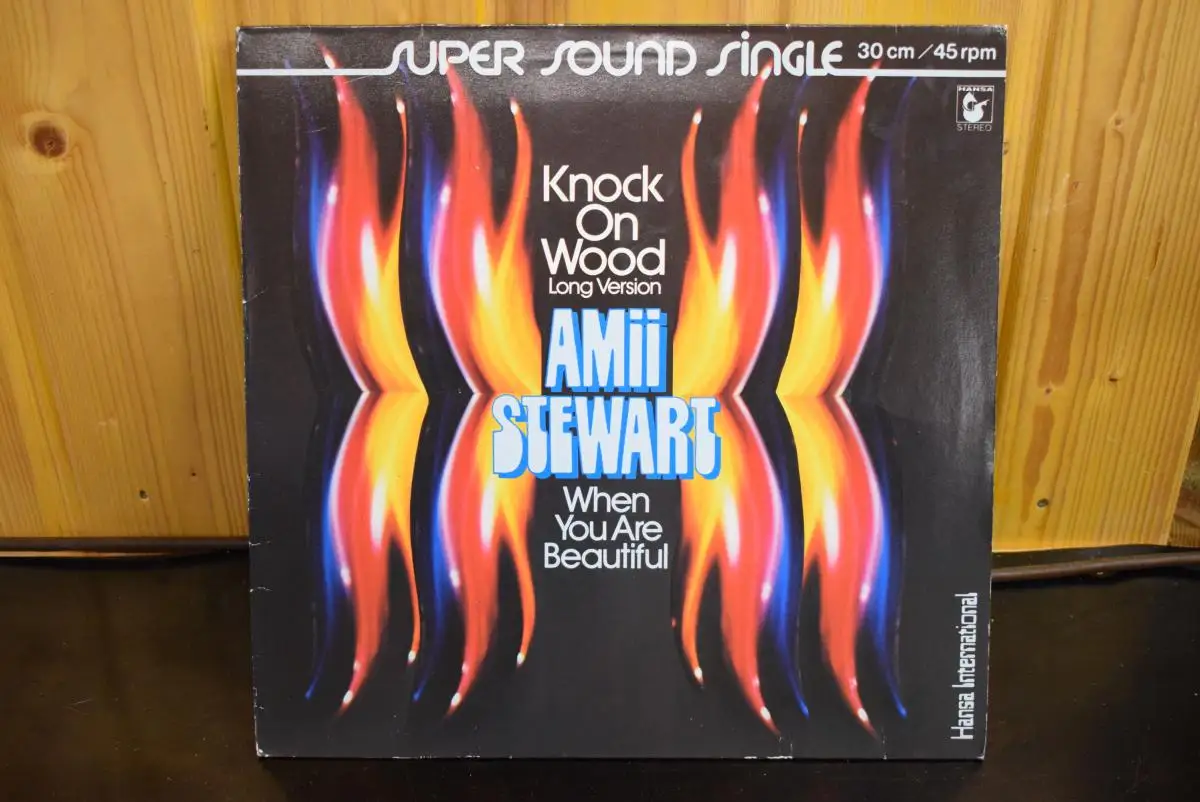 SUPER SOUND SiNGLE 30 cm / 45 rpm
HANSA
STEREO
Knock
On
Wood
Long Version
AMii
STEWART
When
You Are
Beautiful
Hansa International